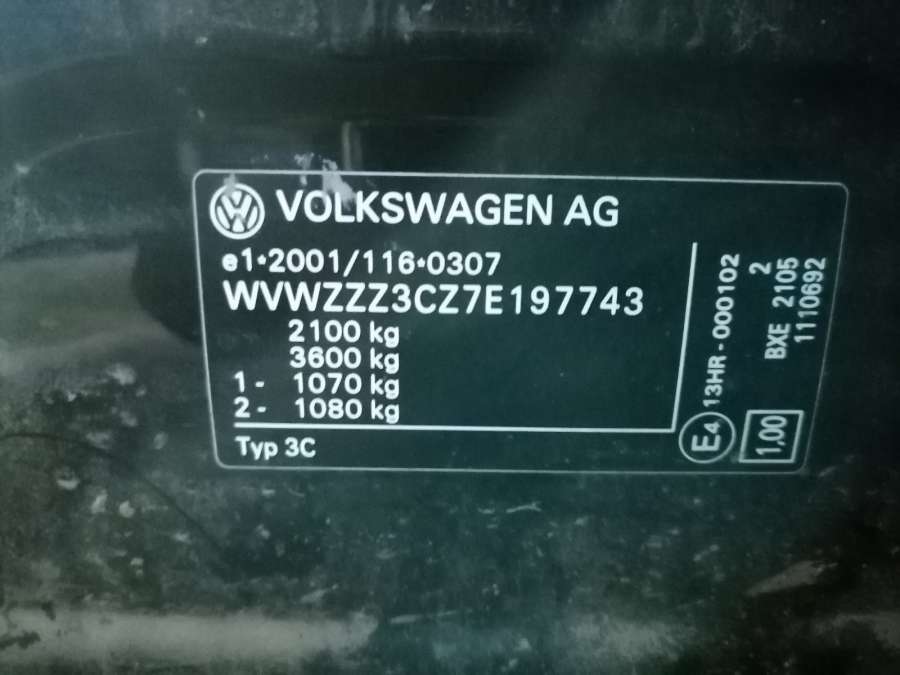 VOLKSWAGEN AG
e1*2001/116*0307
WVWZZZ3CZ7E197743
2100 kg
3600 kg
1- 1070 kg
2- 1080 kg
Typ 3C
E4
13HR-000102
1,00
2
BXE 2105
1110692